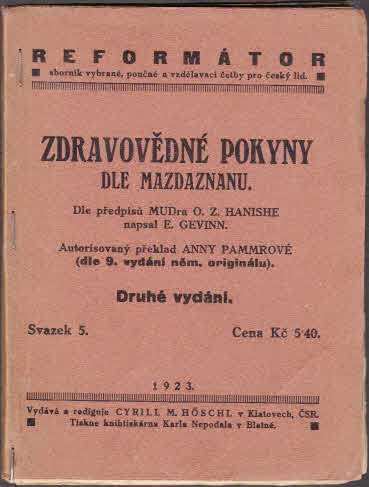 REFORMÁTOR
sborník vybrané, poučné a vzdělávací četby pro český lid.
ZDRAVOVĚDNÉ POKYNY
DLE MAZDAZNANU.
Dle předpisů MUDra O. Z. HANISHE
napsal E. GEVINN.
Autorisovaný překlad ANNY PAMMROVÉ
(dle 9. vydání něm. originálu).
Druhé vydání.
Svazek 5. Cena Kč 5·40.
1923.
Vydává a rediguje CYRILL M. HÖSCHL v Klatovech, ČSR.
Tiskne knihtiskárna Karla Nepodala v Blatné.